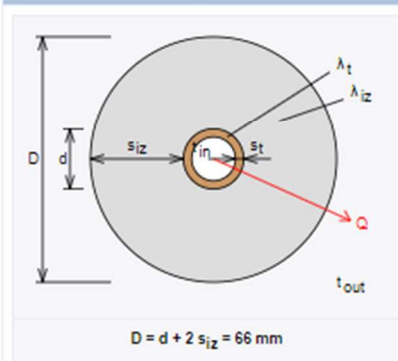 λt
λiz
D
d
siz
tin
st
Q
tout
D = d + 2 siz = 66 mm